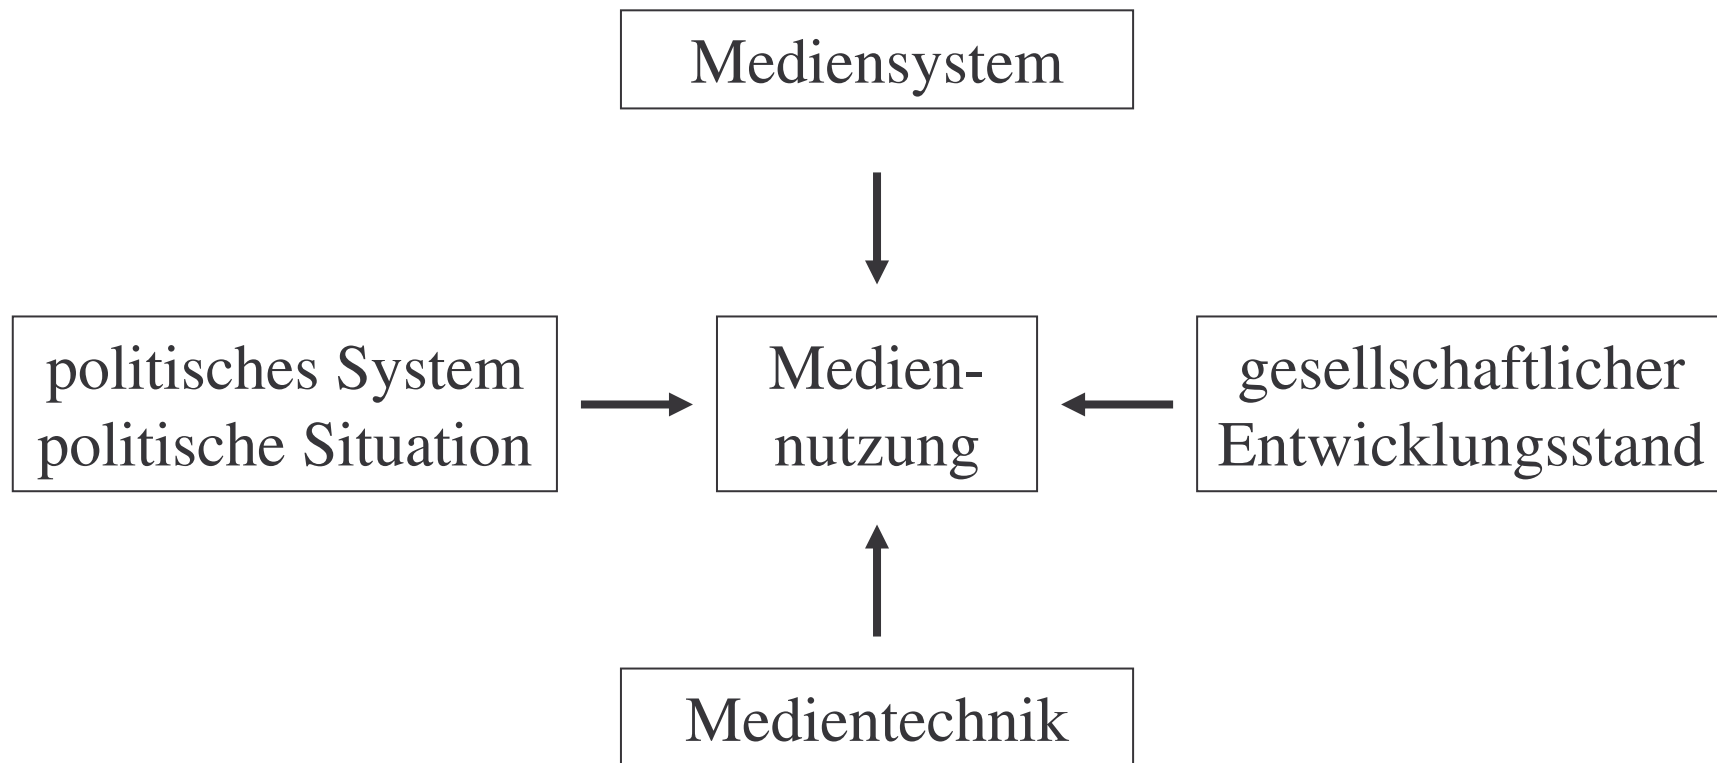 Mediensystem
politisches System
politische Situation
Medien-
nutzung
gesellschaftlicher
Entwicklungsstand
Medientechnik